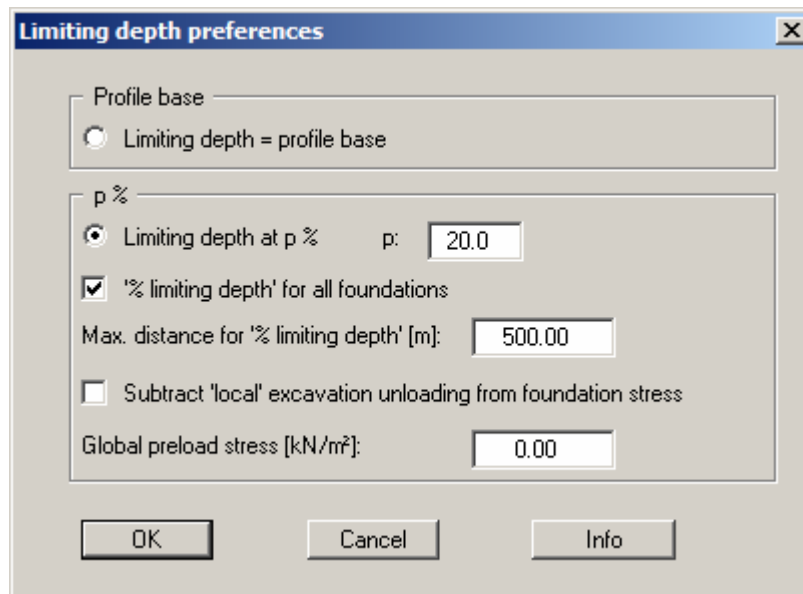 Limiting depth preferences
Profile base
Limiting depth = profile base
p %
Limiting depth at p % p: 20.0
'% limiting depth' for all foundations
Max. distance for '% limiting depth' [m]: 500.00
Subtract 'local' excavation unloading from foundation stress
Global preload stress [kN/m²]: 0.00
OK Cancel Info